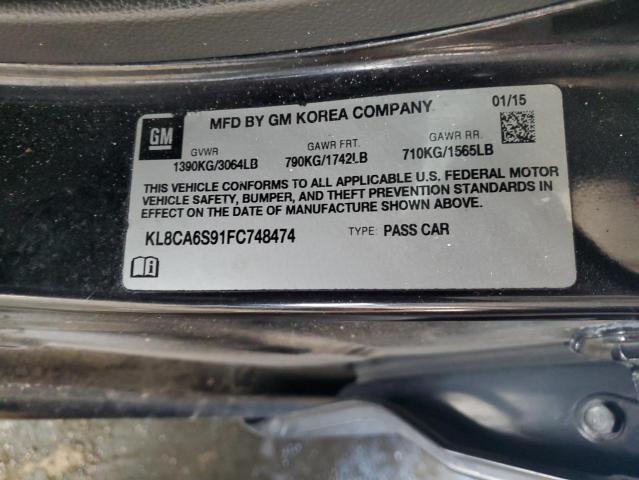 GM
MFD BY GM KOREA COMPANY 01/15
GVWR GAWR FRT. GAWR RR.
1390KG/3064LB 790KG/1742LB 710KG/1565LB
THIS VEHICLE CONFORMS TO ALL APPLICABLE U.S. FEDERAL MOTOR
VEHICLE SAFETY, BUMPER, AND THEFT PREVENTION STANDARDS IN
EFFECT ON THE DATE OF MANUFACTURE SHOWN ABOVE.
KL8CA6S91FC748474 TYPE: PASS CAR